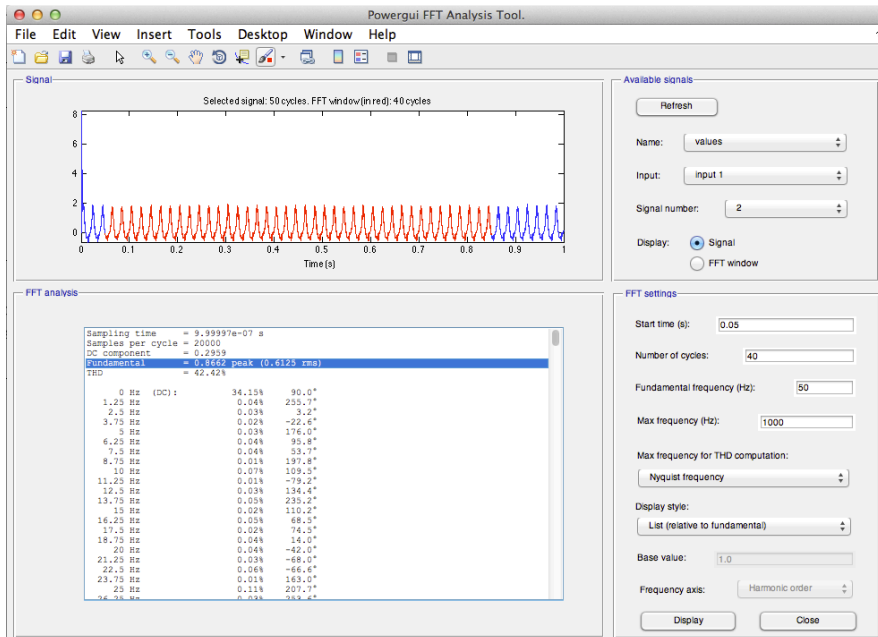 Powergui FFT Analysis Tool.
File Edit View Insert Tools Desktop Window Help
Signal
Selected signal: 50 cycles. FFT window (in red): 40 cycles
8
6
4
2
0
0 0.1 0.2 0.3 0.4 0.5 0.6 0.7 0.8 0.9 1
Time (s)
Available signals
Refresh
Name: values
Input: input 1
Signal number: 2
Display: Signal
FFT window
FFT analysis
Sampling time = 9.99997e-07 s
Samples per cycle = 20000
DC component = 0.2959
Fundamental = 0.8662 peak (0.6125 rms)
THD = 42.42%
0 Hz (DC): 34.15% 90.0°
1.25 Hz 0.04% 255.7°
2.5 Hz 0.03% 3.2°
3.75 Hz 0.02% -22.6°
5 Hz 0.03% 176.0°
6.25 Hz 0.04% 95.8°
7.5 Hz 0.04% 53.7°
8.75 Hz 0.01% 197.8°
10 Hz 0.07% 109.5°
11.25 Hz 0.01% -79.2°
12.5 Hz 0.03% 134.4°
13.75 Hz 0.05% 235.2°
15 Hz 0.02% 110.2°
16.25 Hz 0.05% 68.5°
17.5 Hz 0.02% 74.5°
18.75 Hz 0.04% 14.0°
20 Hz 0.04% -42.0°
21.25 Hz 0.03% -68.0°
22.5 Hz 0.06% -66.6°
23.75 Hz 0.01% 163.0°
25 Hz 0.11% 207.7°
26.25 Hz 0.03% 253.6°
FFT settings
Start time (s): 0.05
Number of cycles: 40
Fundamental frequency (Hz): 50
Max frequency (Hz): 1000
Max frequency for THD computation:
Nyquist frequency
Display style:
List (relative to fundamental)
Base value: 1.0
Frequency axis: Harmonic order
Display Close